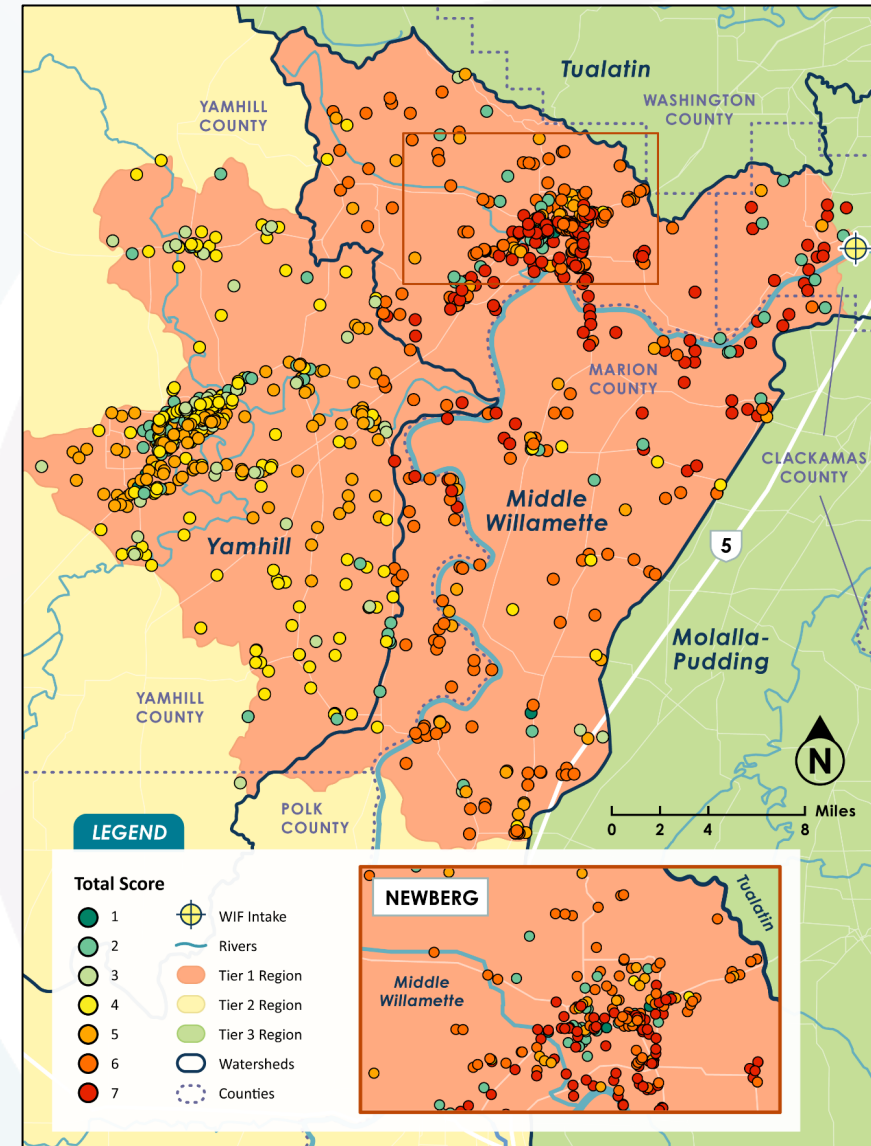 Tualatin
YAMHILL
COUNTY
WASHINGTON
COUNTY
MARION
COUNTY
CLACKAMAS
COUNTY
Middle
Willamette
Yamhill
5
Molalla-
Pudding
YAMHILL
COUNTY
N
POLK
COUNTY
Miles
0 2 4 8
LEGEND
Total Score
1
2
3
4
5
6
7
WIF Intake
Rivers
Tier 1 Region
Tier 2 Region
Tier 3 Region
Watersheds
Counties
NEWBERG
Tualatin
Middle
Willamette